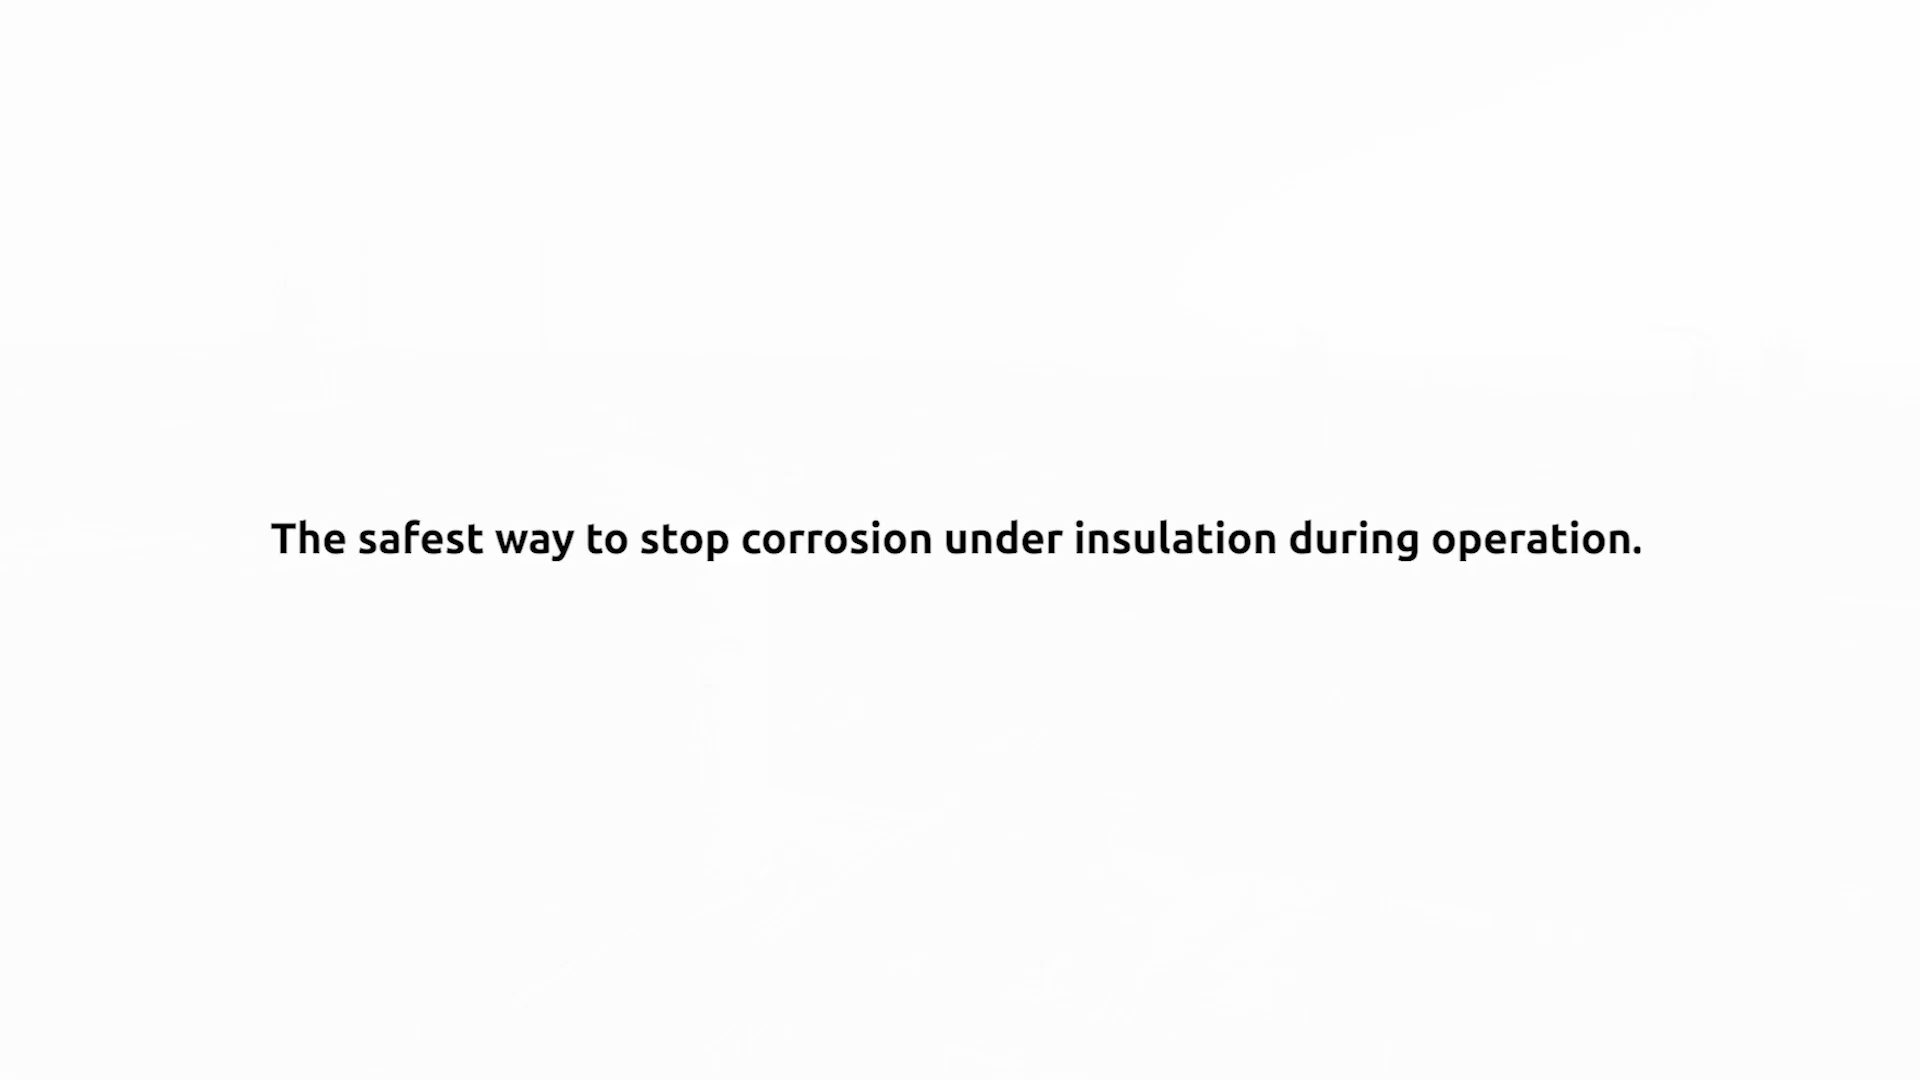 The safest way to stop corrosion under insulation during operation.